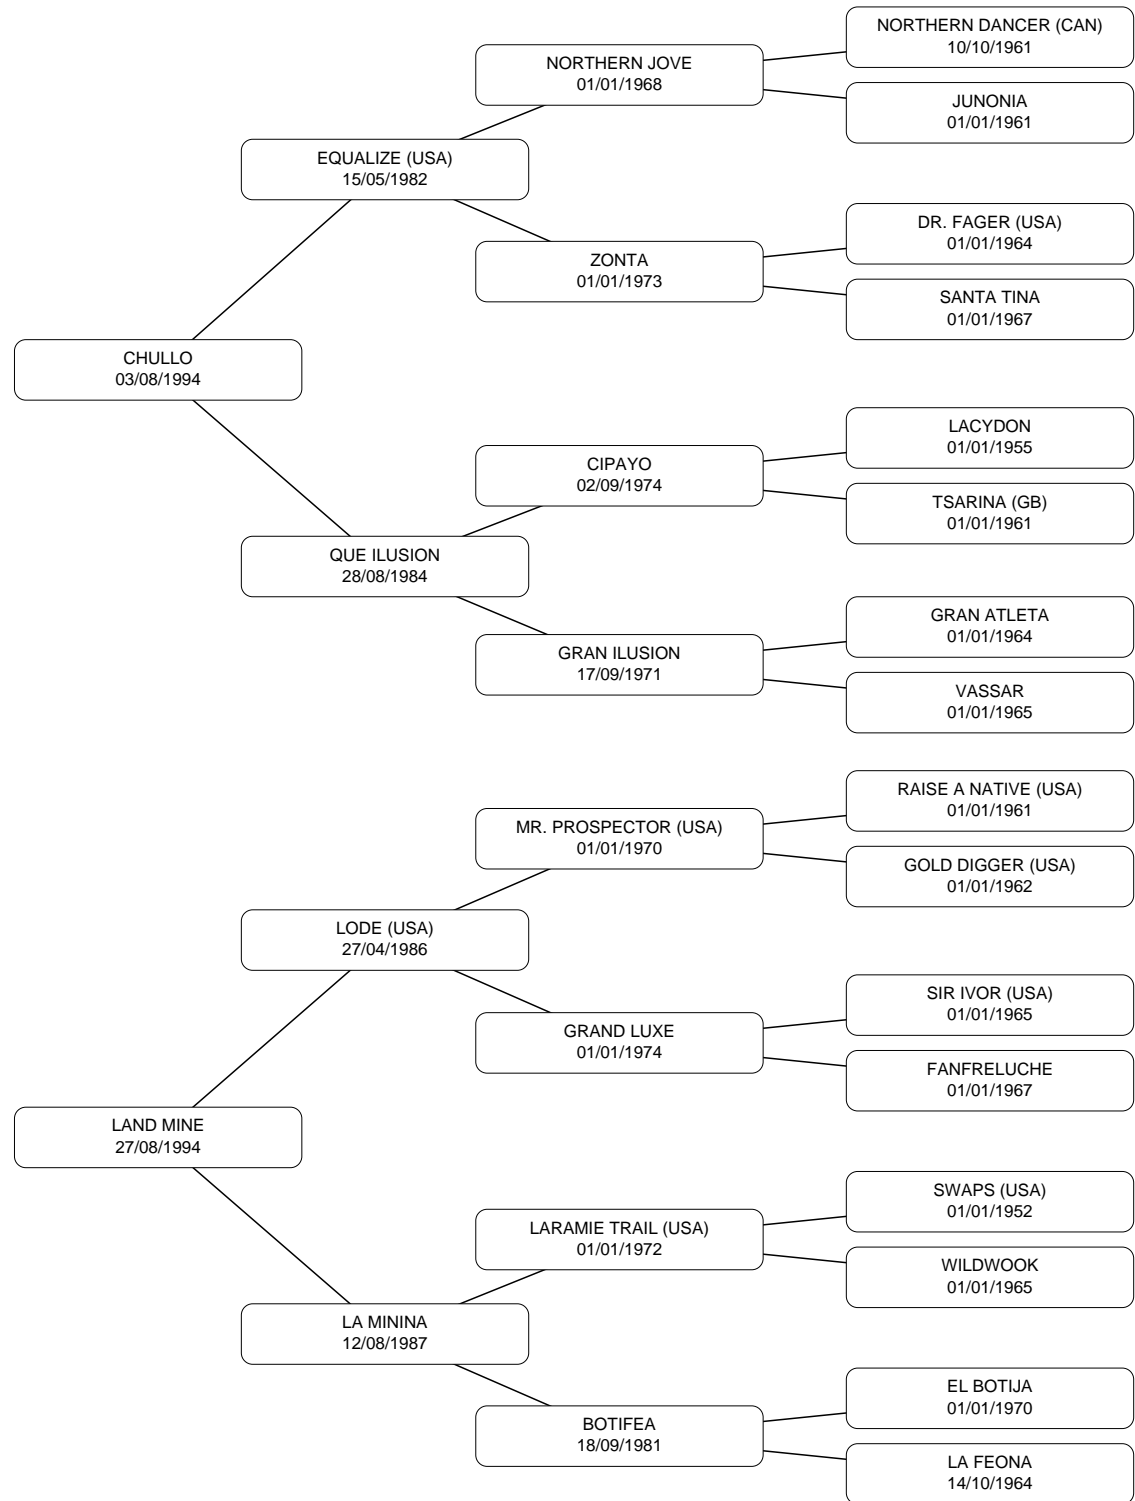 NORTHERN DANCER (CAN)
10/10/1961
NORTHERN JOVE
01/01/1968
JUNONIA
01/01/1961
EQUALIZE (USA)
15/05/1982
DR. FAGER (USA)
01/01/1964
ZONTA
01/01/1973
SANTA TINA
01/01/1967
CHULLO
03/08/1994
LACYDON
01/01/1955
CIPAYO
02/09/1974
TSARINA (GB)
01/01/1961
QUE ILUSION
28/08/1984
GRAN ATLETA
01/01/1964
GRAN ILUSION
17/09/1971
VASSAR
01/01/1965
RAISE A NATIVE (USA)
01/01/1961
MR. PROSPECTOR (USA)
01/01/1970
GOLD DIGGER (USA)
01/01/1962
LODE (USA)
27/04/1986
SIR IVOR (USA)
01/01/1965
GRAND LUXE
01/01/1974
FANFRELUCHE
01/01/1967
LAND MINE
27/08/1994
SWAPS (USA)
01/01/1952
LARAMIE TRAIL (USA)
01/01/1972
WILDWOOK
01/01/1965
LA MININA
12/08/1987
EL BOTIJA
01/01/1970
BOTIFEA
18/09/1981
LA FEONA
14/10/1964